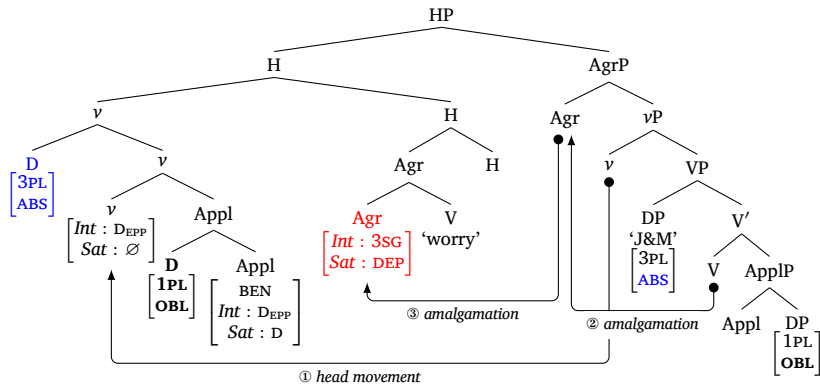 HP
H AgrP
v H Agr vP
D v Agr H v VP
[3PL ABS] v Appl Agr V DP V′
[Int : D_EPP Sat : ∅] D Appl [Int : 3SG Sat : DEP] ‘worry’ ‘J&M’ V ApplP
[1PL OBL] [BEN Int : D_EPP Sat : D] [3PL ABS] Appl DP
[1PL OBL]
③ amalgamation
② amalgamation
① head movement